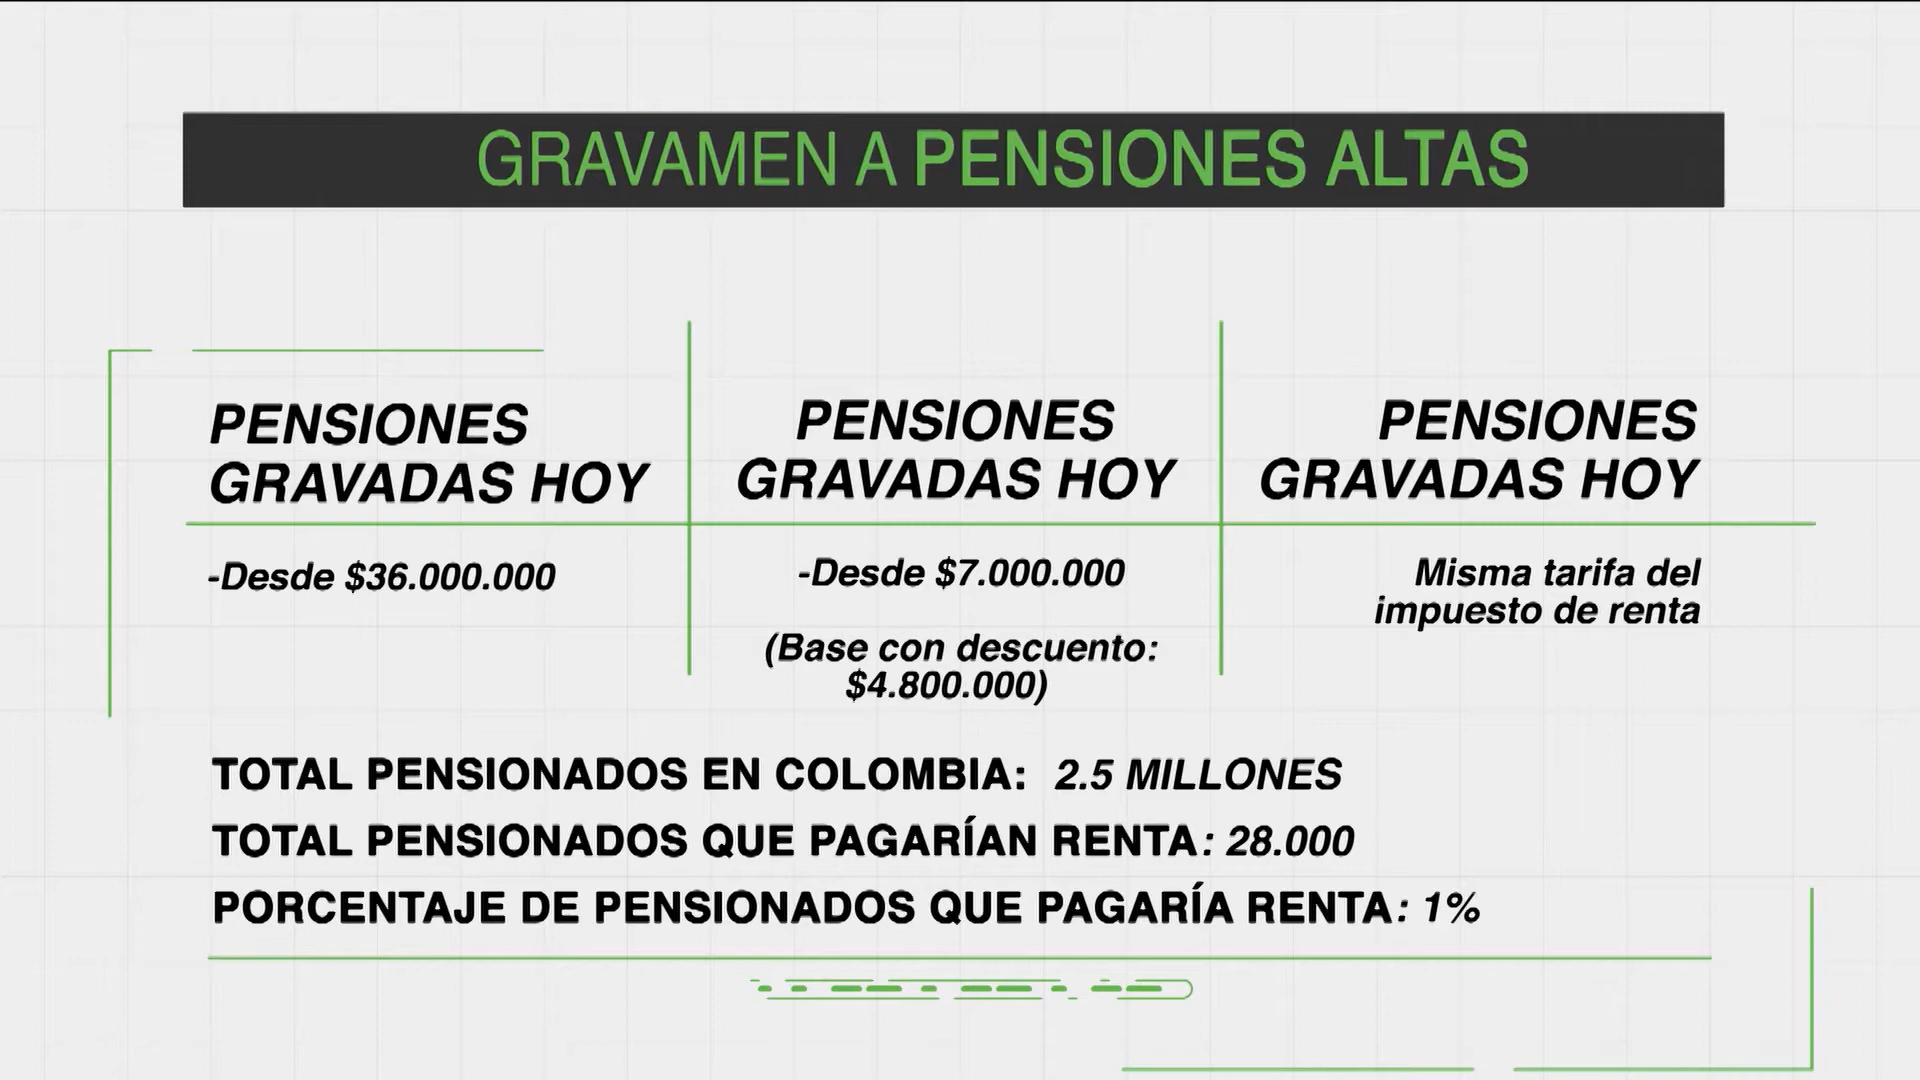 GRAVAMEN A PENSIONES ALTAS
PENSIONES
GRAVADAS HOY
-Desde $36.000.000
PENSIONES
GRAVADAS HOY
-Desde $7.000.000
(Base con descuento:
$4.800.000)
PENSIONES
GRAVADAS HOY
Misma tarifa del
impuesto de renta
TOTAL PENSIONADOS EN COLOMBIA: 2.5 MILLONES
TOTAL PENSIONADOS QUE PAGARÍAN RENTA: 28.000
PORCENTAJE DE PENSIONADOS QUE PAGARÍA RENTA: 1%